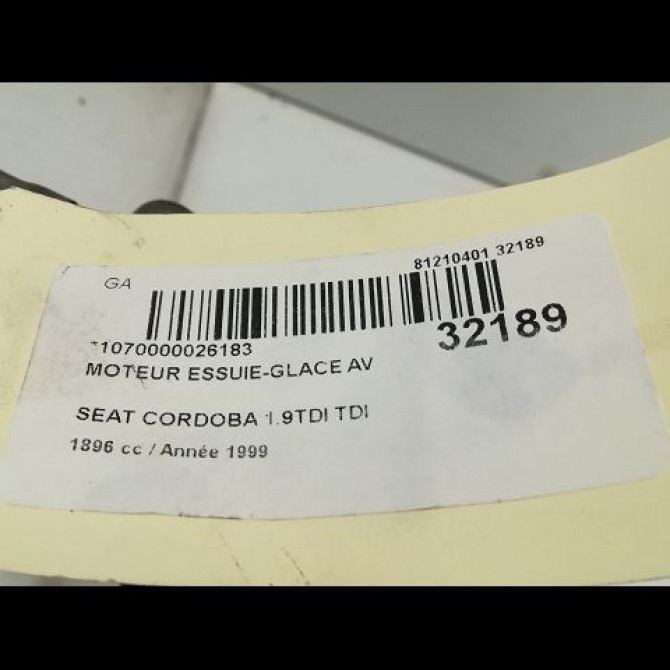 GA
81210401 32189
*1070000026183
32189
MOTEUR ESSUIE-GLACE AV
SEAT CORDOBA 1.9TDI TDI
1896 cc / Année 1999